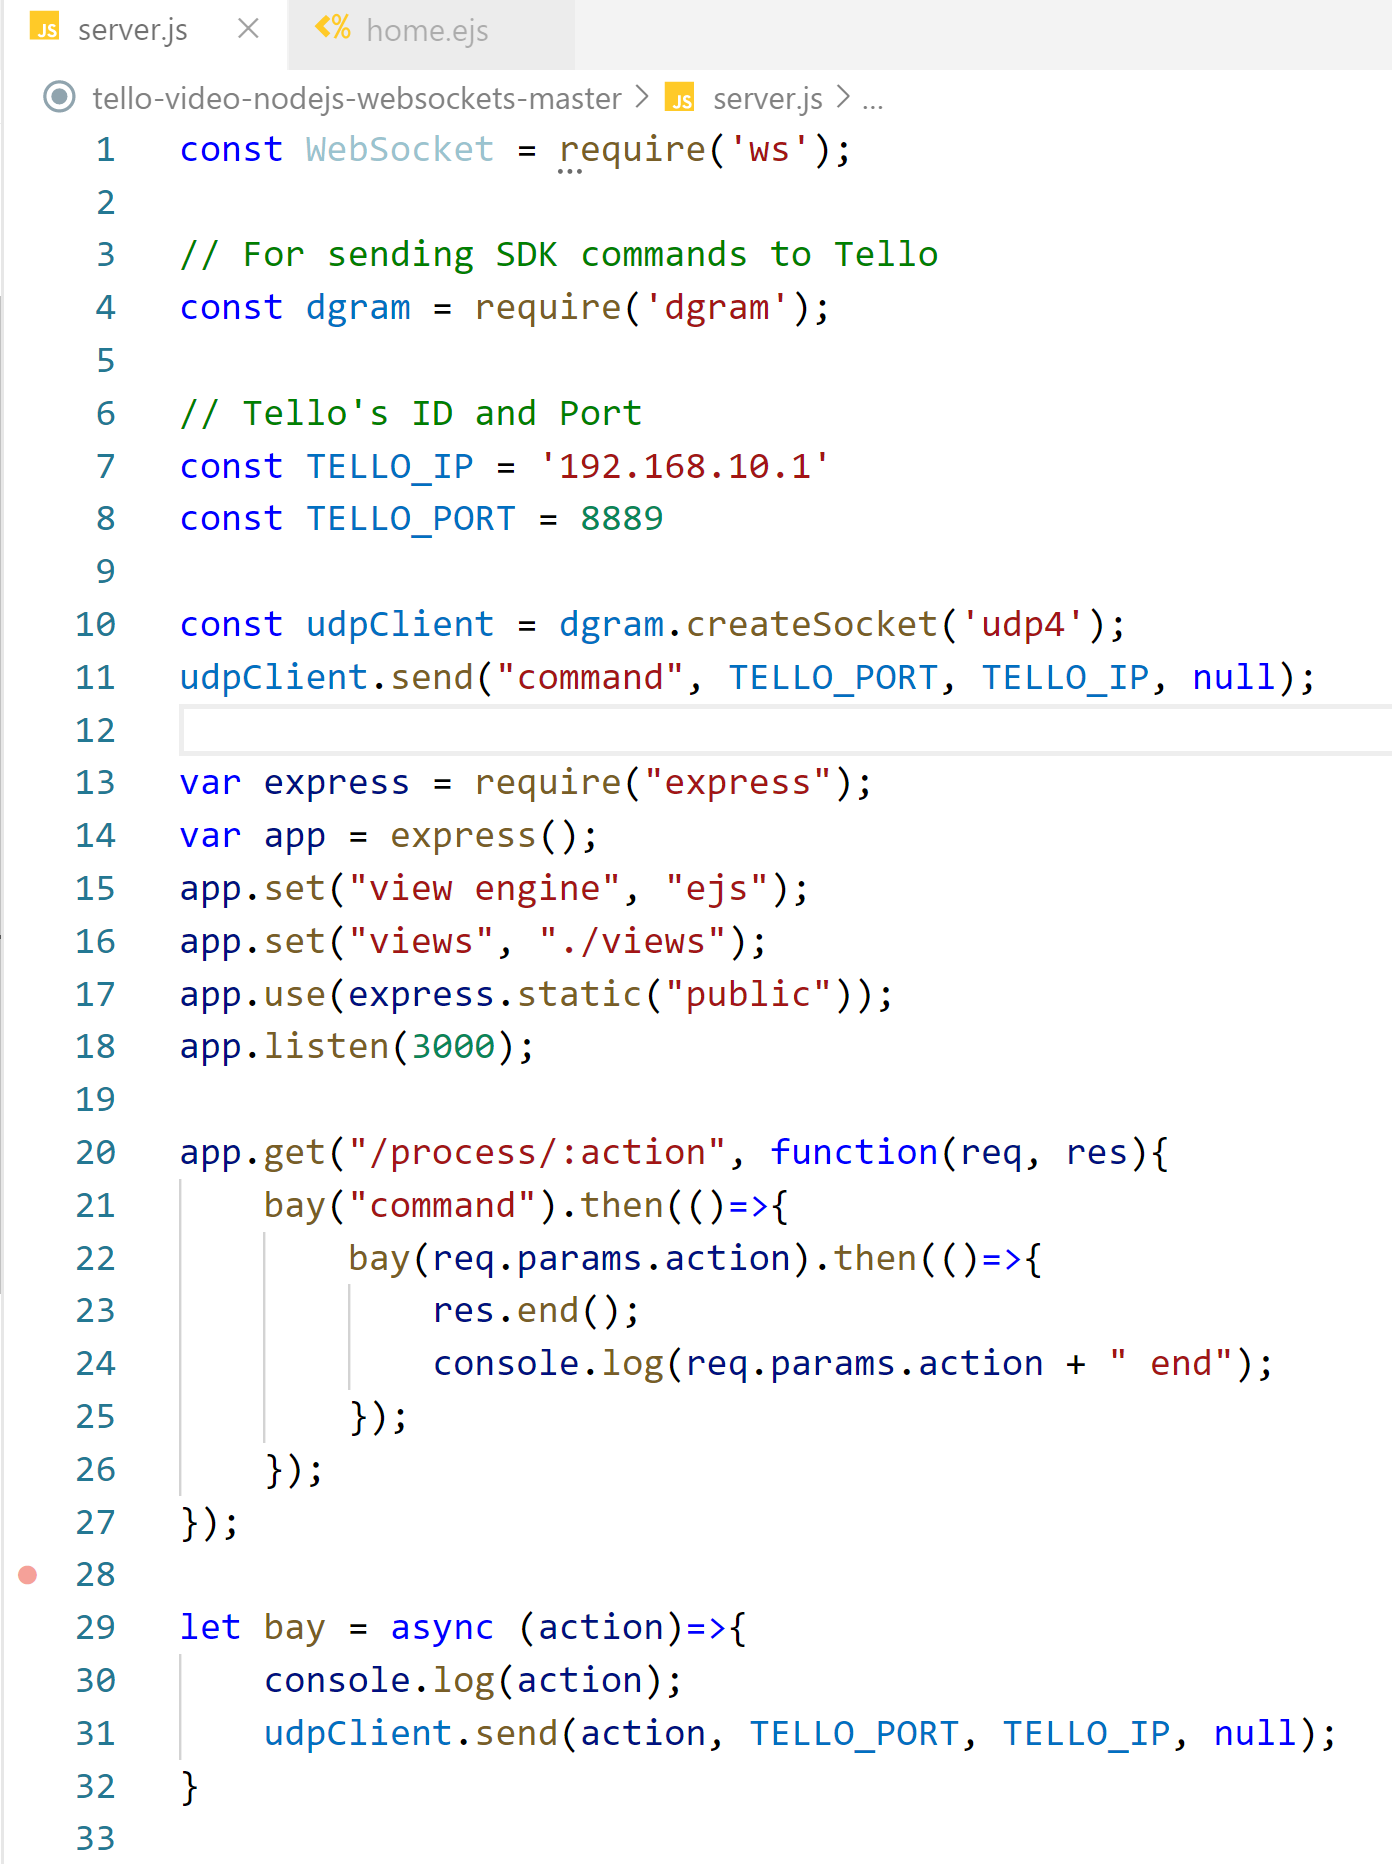 JS server.js × <% home.ejs
tello-video-nodejs-websockets-master > JS server.js > ...
1 const WebSocket = require('ws');
2
3 // For sending SDK commands to Tello
4 const dgram = require('dgram');
5
6 // Tello's ID and Port
7 const TELLO_IP = '192.168.10.1'
8 const TELLO_PORT = 8889
9
10 const udpClient = dgram.createSocket('udp4');
11 udpClient.send("command", TELLO_PORT, TELLO_IP, null);
12
13 var express = require("express");
14 var app = express();
15 app.set("view engine", "ejs");
16 app.set("views", "./views");
17 app.use(express.static("public"));
18 app.listen(3000);
19
20 app.get("/process/:action", function(req, res){
21     bay("command").then(()=>{
22         bay(req.params.action).then(()=>{
23             res.end();
24             console.log(req.params.action + " end");
25         });
26     });
27 });
28
29 let bay = async (action)=>{
30     console.log(action);
31     udpClient.send(action, TELLO_PORT, TELLO_IP, null);
32 }
33